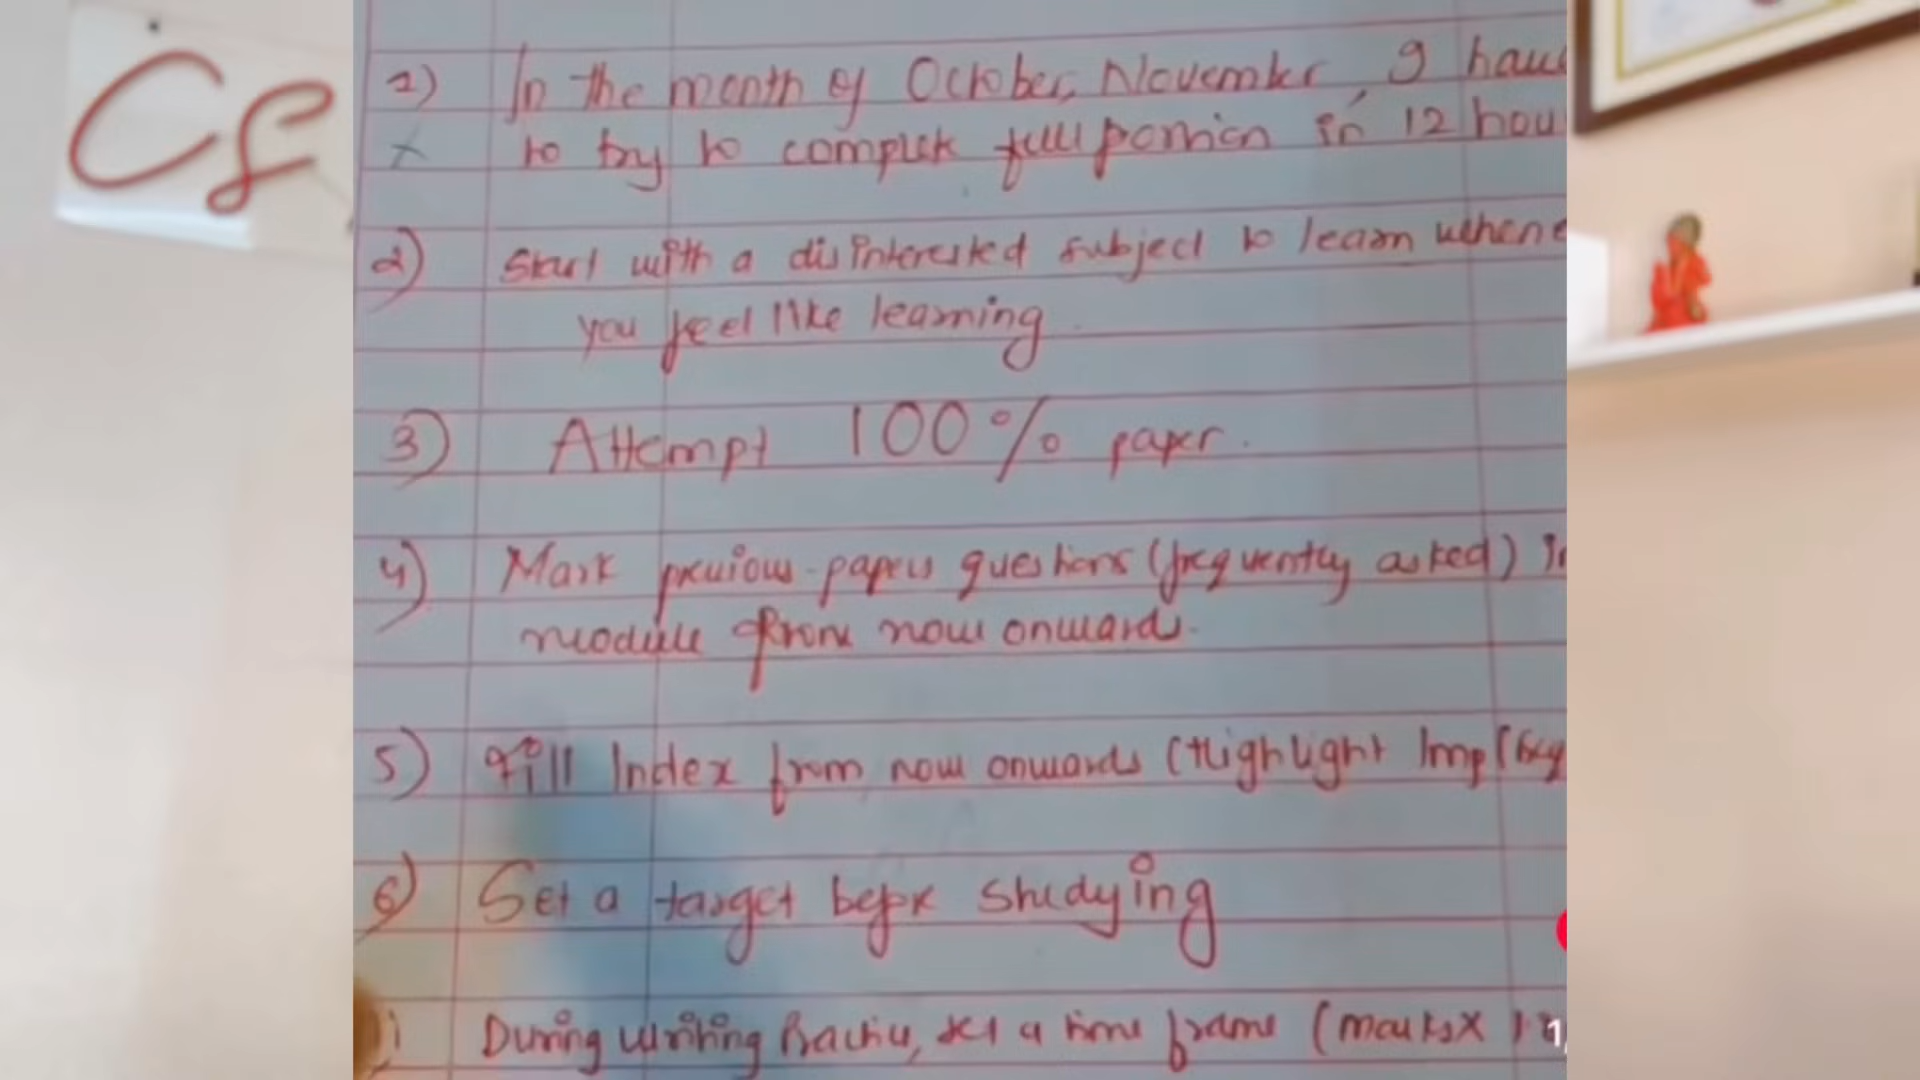 CS
1) In the month of October, November, 9
to try to complete full portion in 12
2) Start with a disinterested subject to learn
you feel like learning
3) Attempt 100% paper.
4) Mark previous papers questions (frequently asked) in
module from now onwards.
5) Fill Index from now onwards (Highlight Imp
6) Set a target before studying
During writing Practice, set a time frame (marks X